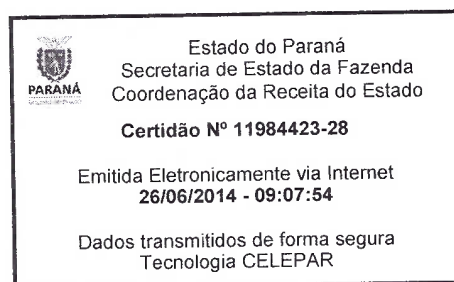 Estado do Paraná
Secretaria de Estado da Fazenda
PARANÁ
Coordenação da Receita do Estado
Certidão Nº 11984423-28
Emitida Eletronicamente via Internet
26/06/2014 - 09:07:54
Dados transmitidos de forma segura
Tecnologia CELEPAR